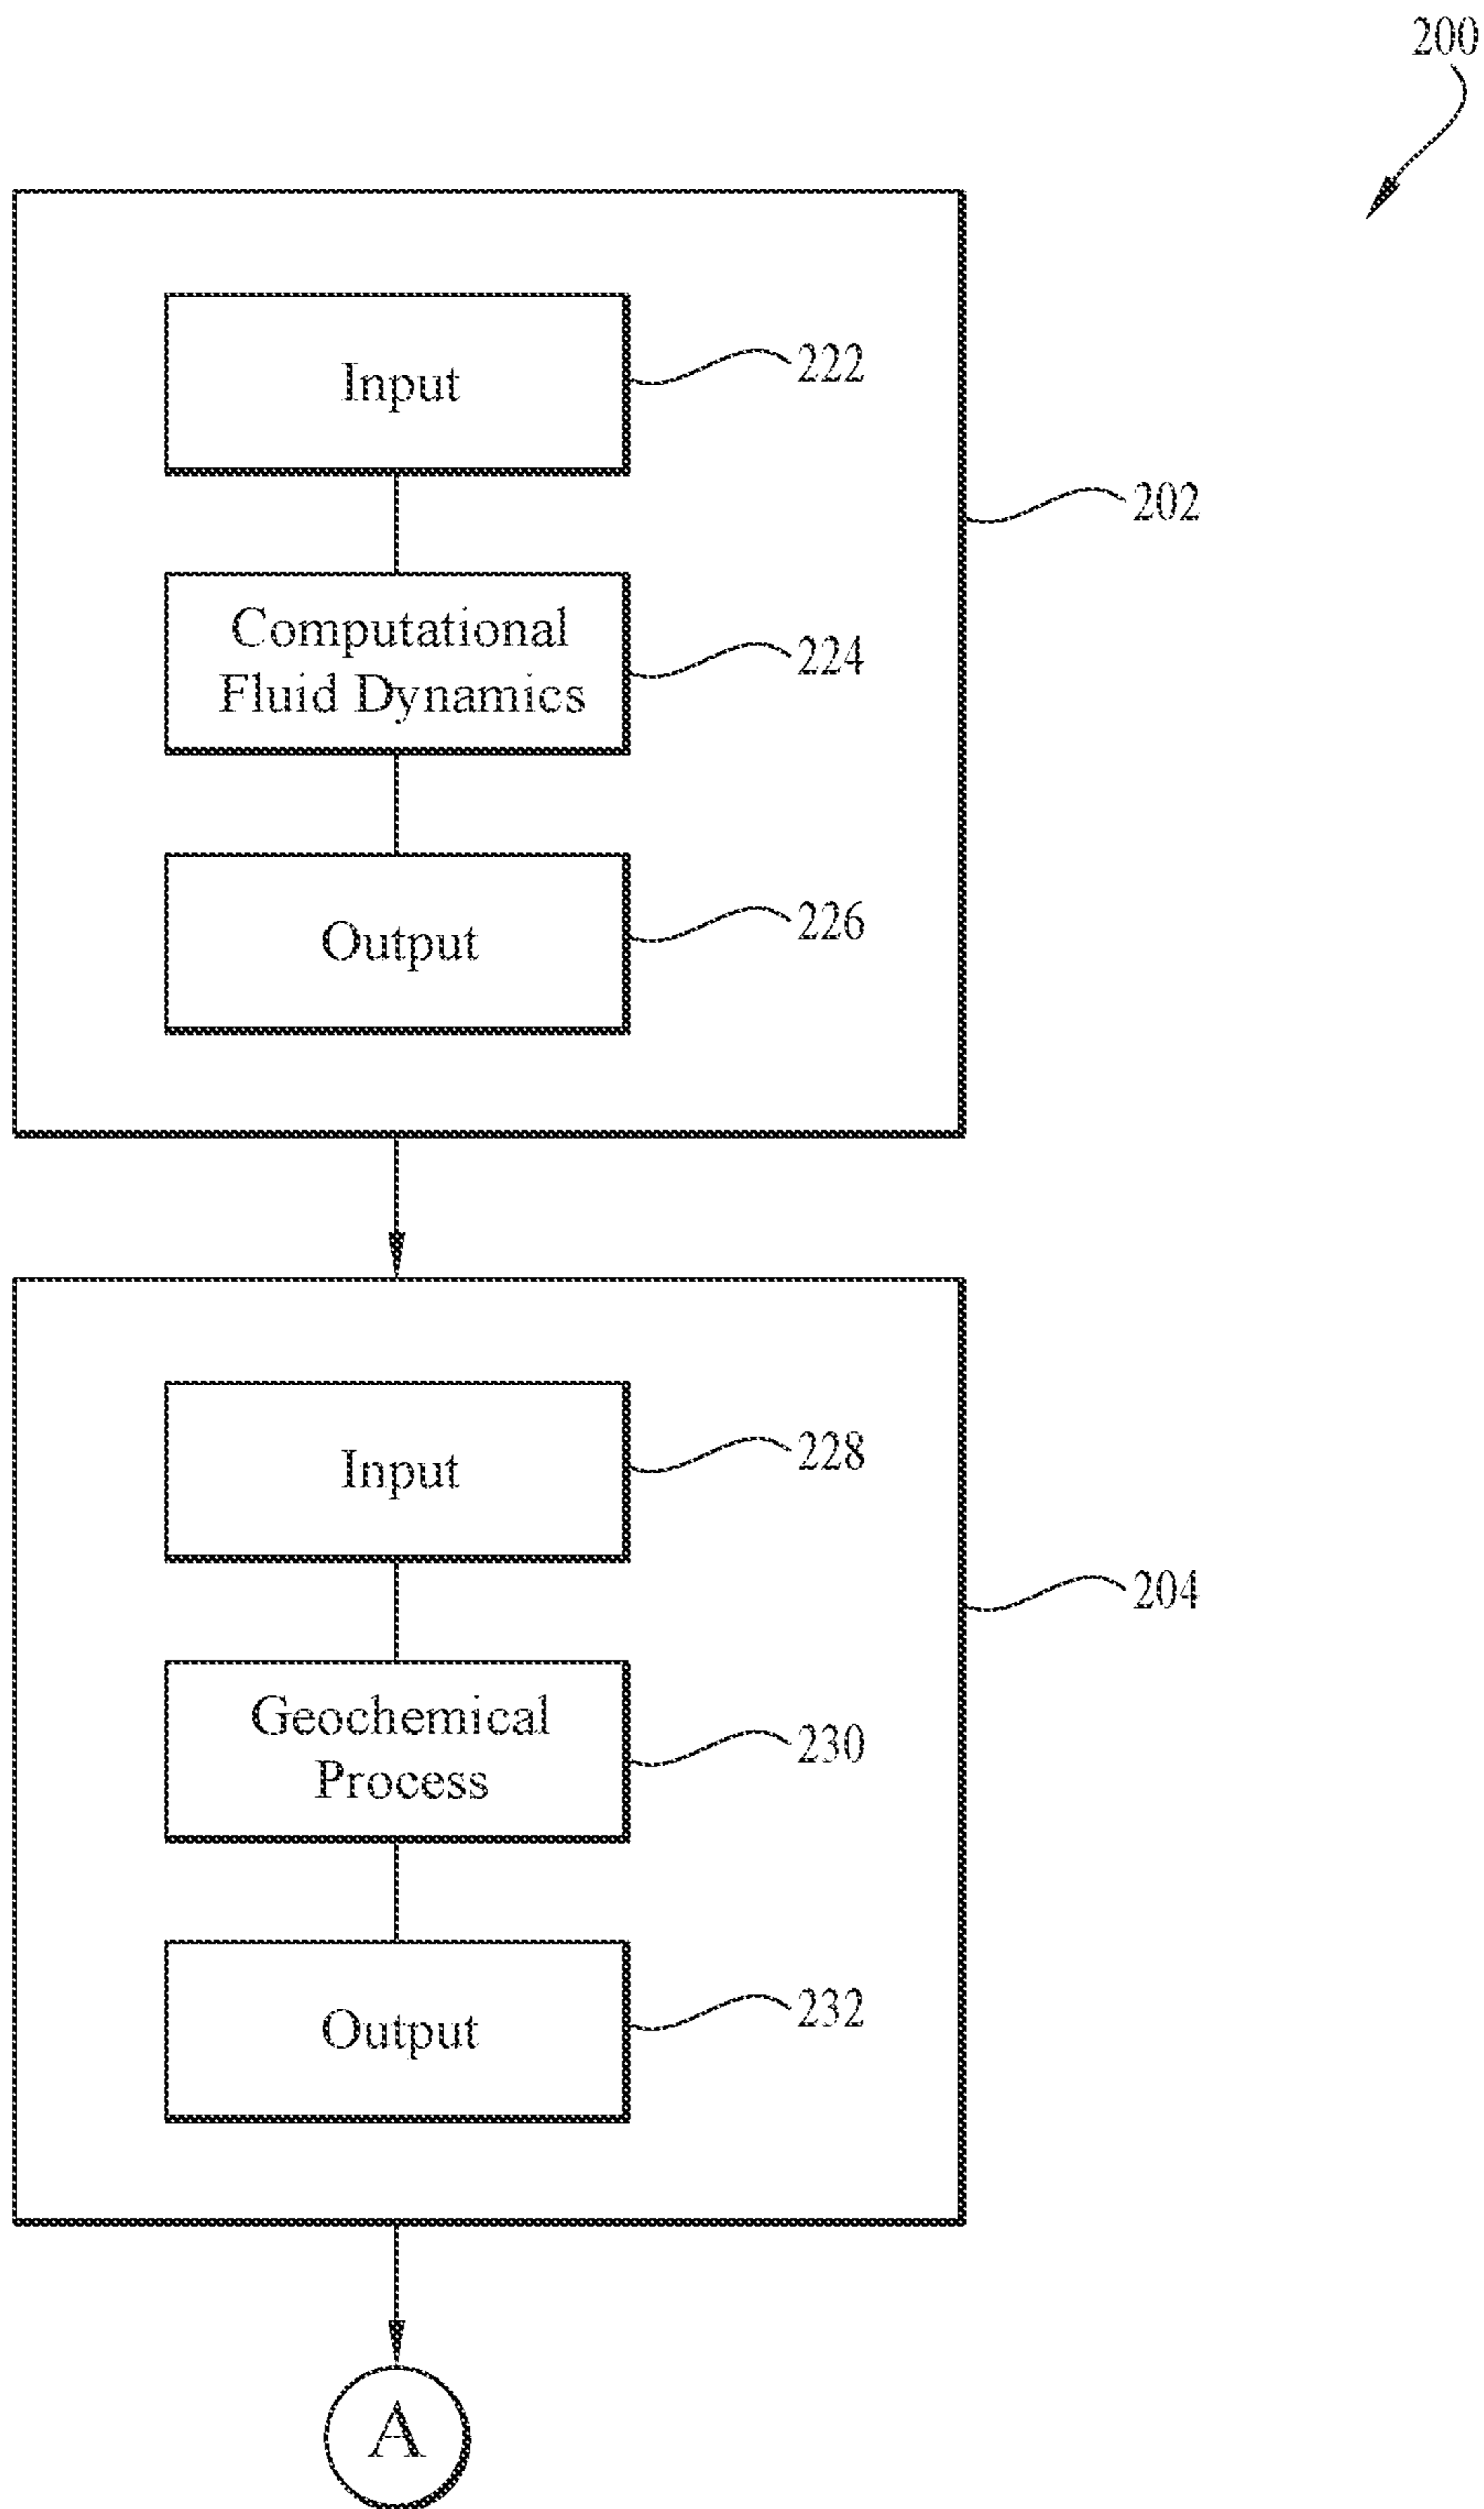 200
Input
222
202
Computational
Fluid Dynamics
224
Output
226
Input
228
204
Geochemical
Process
230
Output
232
A